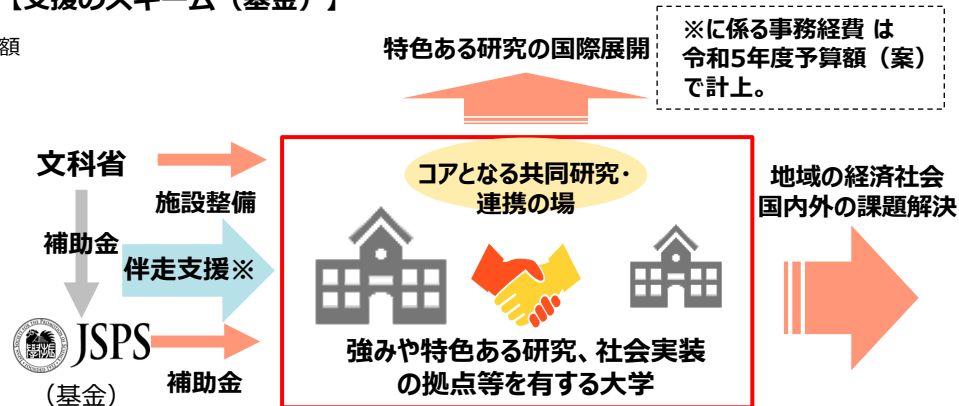 【支援のスキーム（基金）】
額
特色ある研究の国際展開
※に係る事務経費 は
令和5年度予算額（案）
で計上。
文科省
施設整備
補助金
伴走支援※
JSPS
（基金）
補助金
コアとなる共同研究・
連携の場
強みや特色ある研究、社会実装
の拠点等を有する大学
地域の経済社会
国内外の課題解決